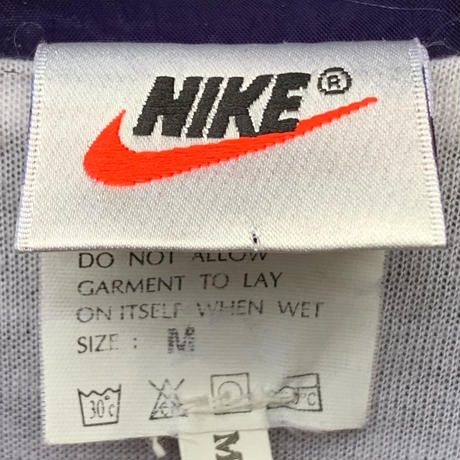 NIKE®
DO NOT ALLOW
GARMENT TO LAY
ON ITSELF WHEN WET
SIZE : M
30°C
M